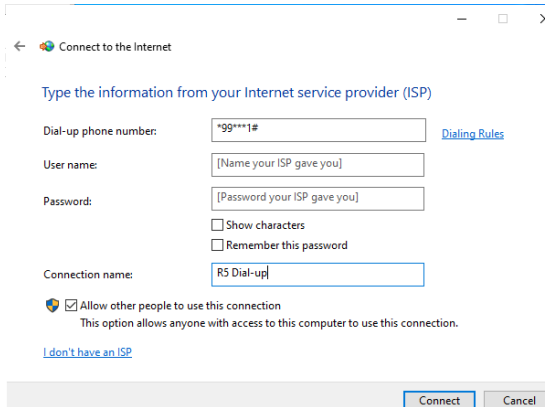 Connect to the Internet
Type the information from your Internet service provider (ISP)
Dial-up phone number: *99***1# Dialing Rules
User name: [Name your ISP gave you]
Password: [Password your ISP gave you]
Show characters
Remember this password
Connection name: R5 Dial-up
Allow other people to use this connection
This option allows anyone with access to this computer to use this connection.
I don't have an ISP
Connect Cancel